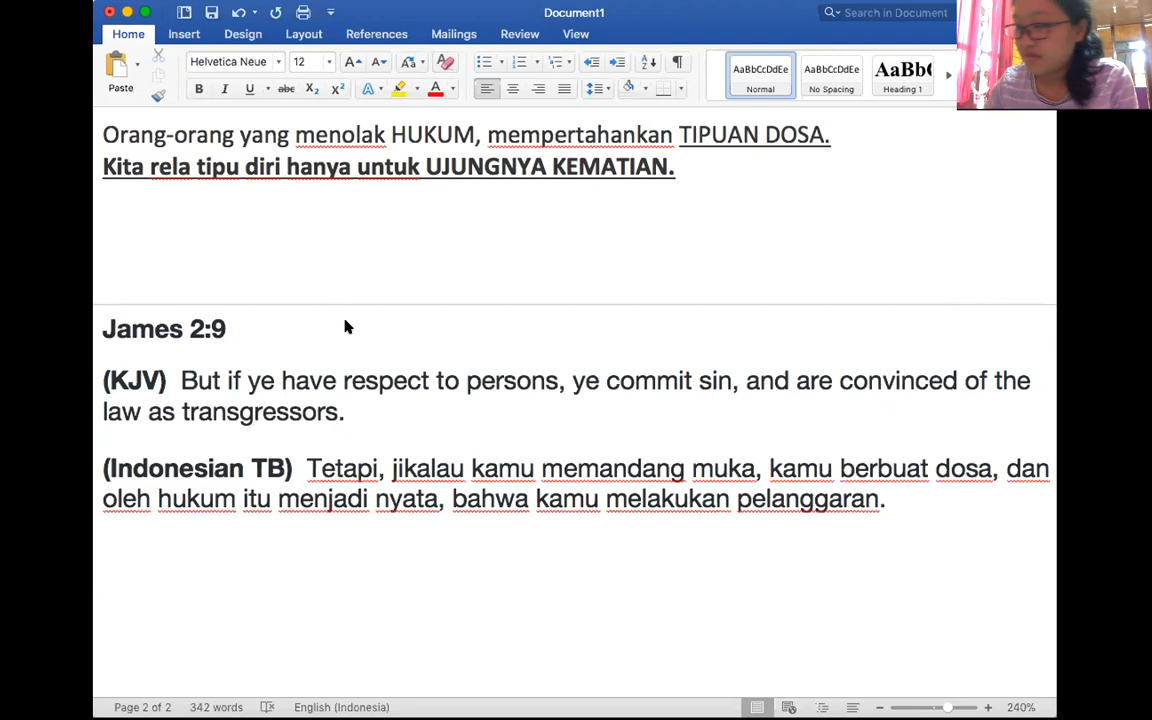 Document1
Search in Document
Home Insert Design Layout References Mailings Review View
Paste
Helvetica Neue 12
B I U abc X₂ X² A A
AaBbCcDdEe AaBbCcDdEe AaBb(
Normal No Spacing Heading 1
Orang-orang yang menolak HUKUM, mempertahankan TIPUAN DOSA.
Kita rela tipu diri hanya untuk UJUNGNYA KEMATIAN.
James 2:9
(KJV) But if ye have respect to persons, ye commit sin, and are convinced of the
law as transgressors.
(Indonesian TB) Tetapi, jikalau kamu memandang muka, kamu berbuat dosa, dan
oleh hukum itu menjadi nyata, bahwa kamu melakukan pelanggaran.
Page 2 of 2 342 words English (Indonesia) 240%